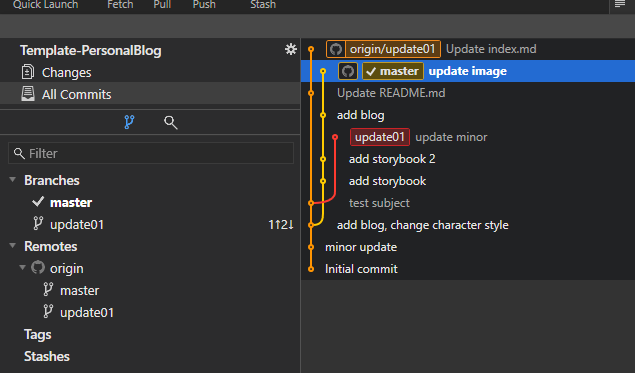 Quick Launch Fetch Pull Push Stash
Template-PersonalBlog
Changes
All Commits
Filter
Branches
master
update01 1↑2↓
Remotes
origin
master
update01
Tags
Stashes
origin/update01 Update index.md
master update image
Update README.md
add blog
update01 update minor
add storybook 2
add storybook
test subject
add blog, change character style
minor update
Initial commit